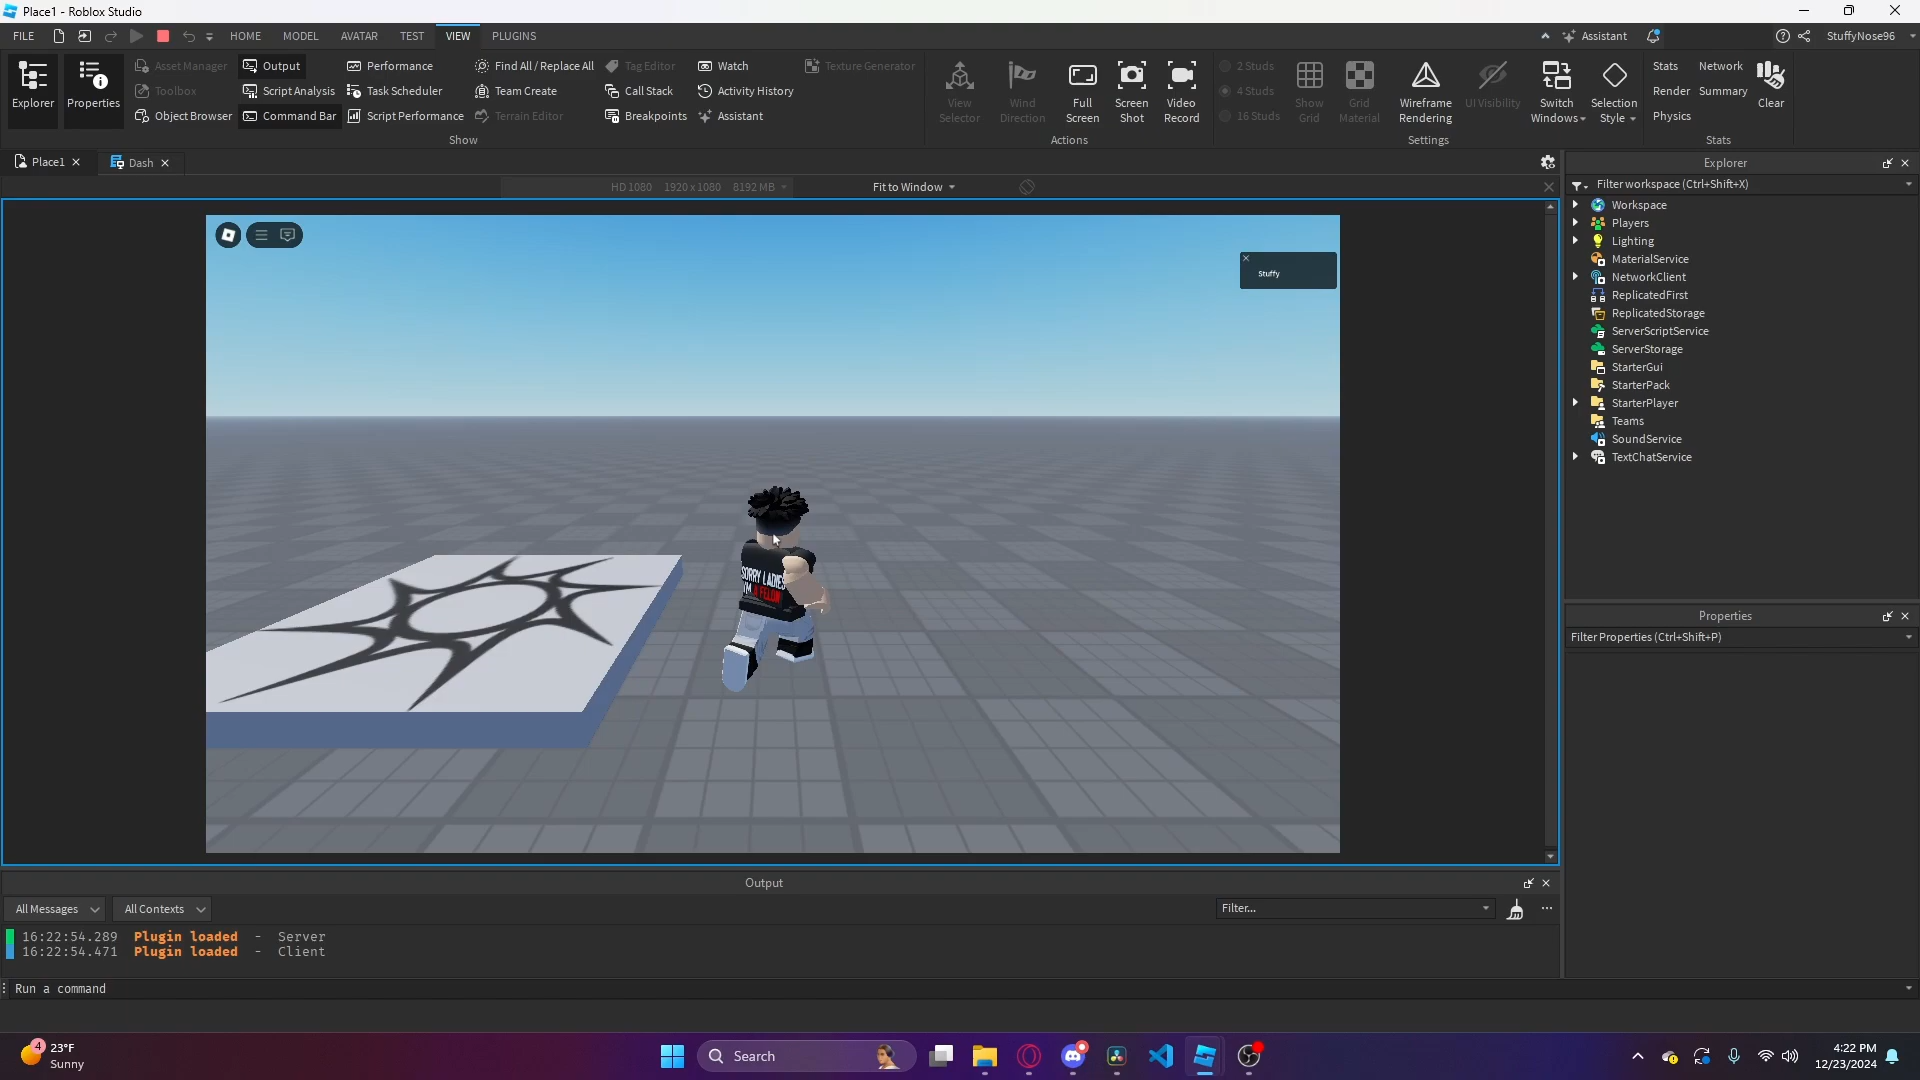 Place1 - Roblox Studio
FILE HOME MODEL AVATAR TEST VIEW PLUGINS Assistant StuffyNose96
Explorer
Properties
Asset Manager
Toolbox
Object Browser
Output
Script Analysis
Command Bar
Performance
Task Scheduler
Script Performance
Find All / Replace All
Team Create
Terrain Editor
Tag Editor
Call Stack
Breakpoints
Watch
Activity History
Assistant
Texture Generator
Show
View Selector
Wind Direction
Full Screen
Screen Shot
Video Record
Actions
2 Studs
4 Studs
16 Studs
Show Grid
Grid Material
Wireframe Rendering
UI Visibility
Switch Windows
Selection Style
Settings
Stats
Render
Physics
Network
Summary
Clear
Stats
Place1
Dash
HD 1080 1920 x 1080 8192 MB
Fit to Window
Stuffy
SORRY LADIES
I'M A FELON
Explorer
Filter workspace (Ctrl+Shift+X)
Workspace
Players
Lighting
MaterialService
NetworkClient
ReplicatedFirst
ReplicatedStorage
ServerScriptService
ServerStorage
StarterGui
StarterPack
StarterPlayer
Teams
SoundService
TextChatService
Properties
Filter Properties (Ctrl+Shift+P)
Output
All Messages All Contexts Filter...
16:22:54.289 Plugin loaded - Server
16:22:54.471 Plugin loaded - Client
Run a command
4
23°F
Sunny
Search
4:22 PM
12/23/2024